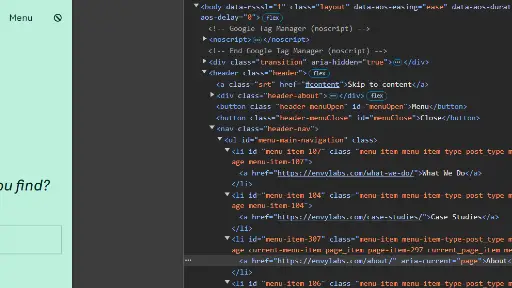 Menu
ou find?
<body data-rsssl="1" class="layout" data-aos-easing="ease" data-aos-durat
aos-delay="0"> flex
<!-- Google Tag Manager (noscript) -->
<noscript> ⋯ </noscript>
<!-- End Google Tag Manager (noscript) -->
<div class="transition" aria-hidden="true"> ⋯ </div>
<header class="header"> flex
<a class="srt" href="#content">Skip to content</a>
<div class="header-about"> ⋯ </div> flex
<button class="header-menuOpen" id="menuOpen">Menu</button>
<button class="header-menuClose" id="menuClose">Close</button>
<nav class="header-nav">
<ul id="menu-main-navigation" class>
<li id="menu-item-107" class="menu-item menu-item-type-post_type m
age menu-item-107">
<a href="https://envylabs.com/what-we-do/">What We Do</a>
</li>
<li id="menu-item-104" class="menu-item menu-item-type-post_type m
age menu-item-104">
<a href="https://envylabs.com/case-studies/">Case Studies</a>
</li>
<li id="menu-item-307" class="menu-item menu-item-type-post_type m
age current-menu-item page_item page-item-297 current_page_item me
⋯ <a href="https://envylabs.com/about/" aria-current="page">About</
</li>
<li id="menu-item-106" class="menu-item menu-item-type-post_type m